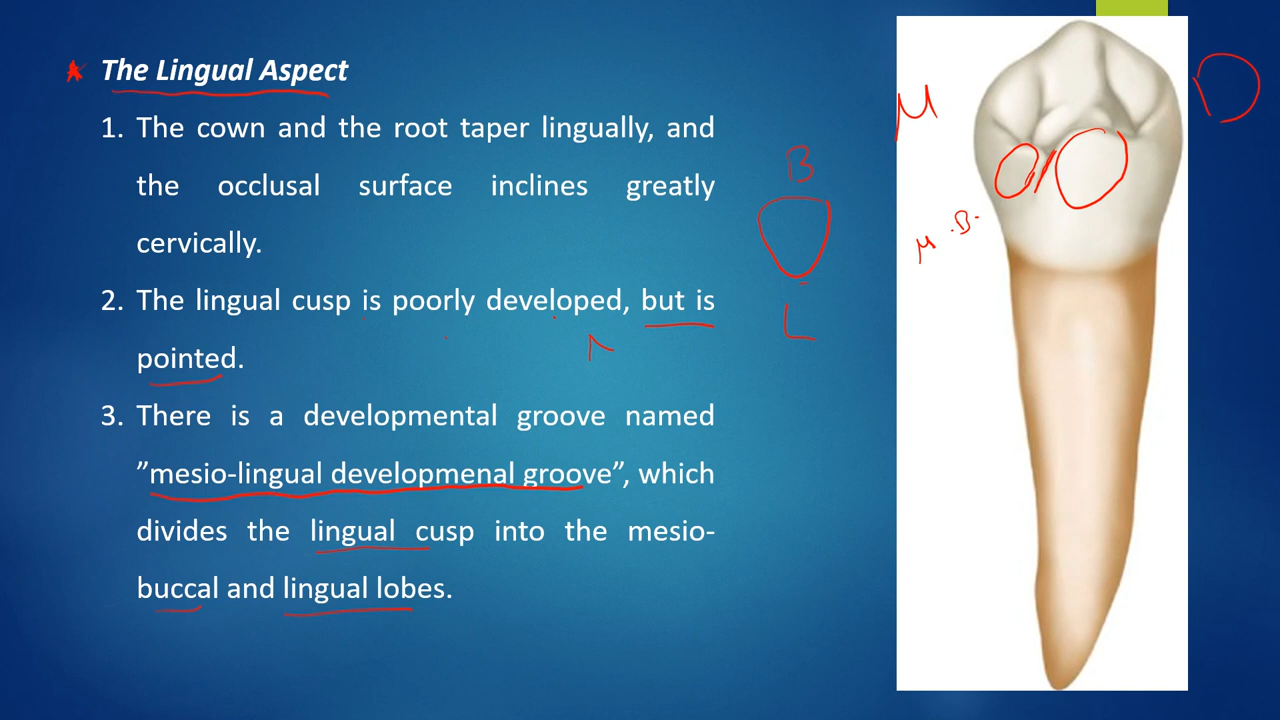 The Lingual Aspect
1. The cown and the root taper lingually, and
the occlusal surface inclines greatly
cervically.
2. The lingual cusp is poorly developed, but is
pointed.
3. There is a developmental groove named
”mesio-lingual developmenal groove”, which
divides the lingual cusp into the mesio-
buccal and lingual lobes.
M
D
B
L
M.B.